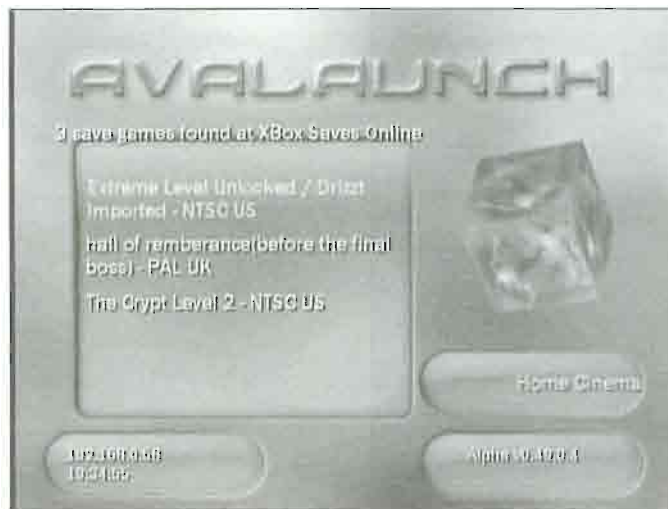 AVALAUNCH
3 save games found at XBox Saves Online
Extreme Level Unlocked / Drizzt
Imported - NTSC US
hall of remberance(before the final
boss) - PAL UK
The Crypt Level 2 - NTSC US
Home Cinema
Alpha